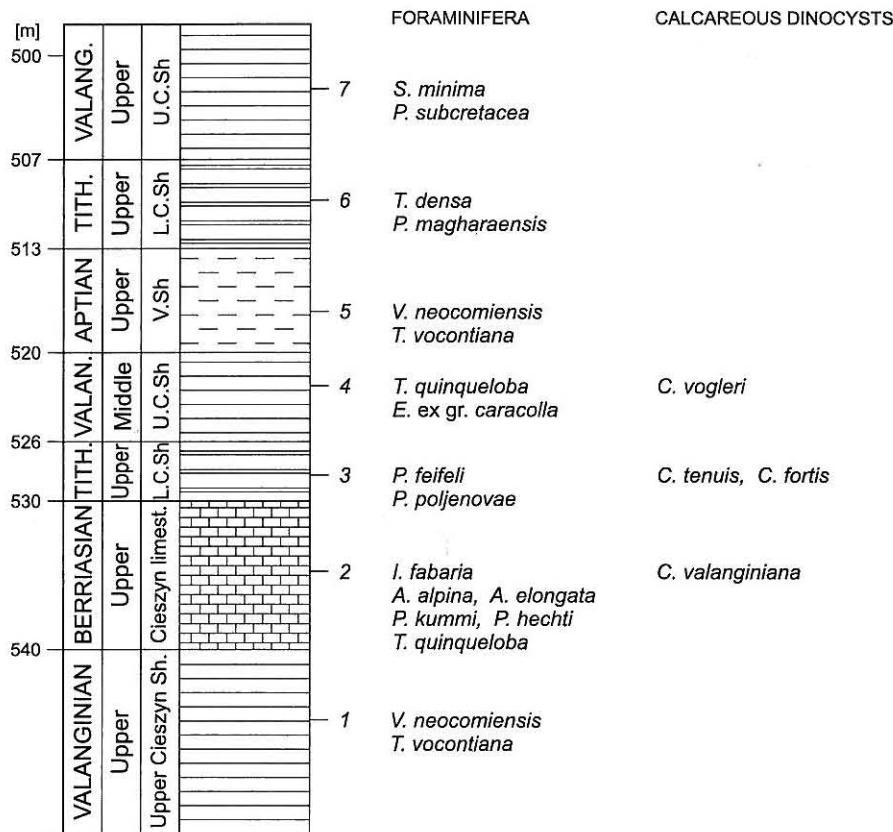 FORAMINIFERA CALCAREOUS DINOCYSTS
[m]
500
VALANG. Upper U.C.Sh
7 S. minima
P. subcretacea
507
TITH. Upper L.C.Sh
6 T. densa
P. magharaensis
513
APTIAN Upper V.Sh
5 V. neocomiensis
T. vocontiana
520
VALAN. Middle U.C.Sh
4 T. quinqueloba C. vogleri
E. ex gr. caracolla
526
TITH. Upper L.C.Sh
3 P. feifeli C. tenuis, C. fortis
P. poljenovae
530
BERRIASIAN Upper Cieszyn limest.
2 I. fabaria C. valanginiana
A. alpina, A. elongata
P. kummi, P. hechti
T. quinqueloba
540
VALANGINIAN Upper Upper Cieszyn Sh.
1 V. neocomiensis
T. vocontiana